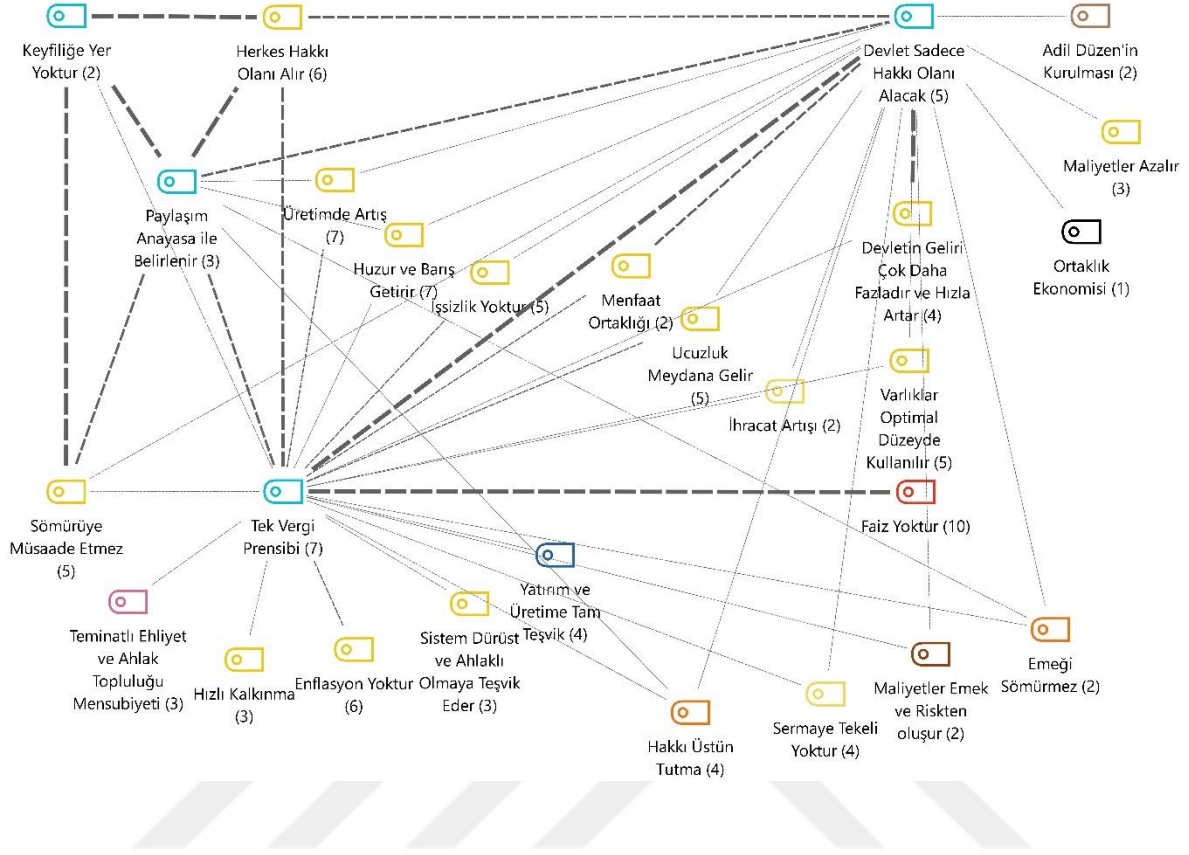 Keyfiliğe Yer
Yoktur (2)
Herkes Hakkı
Olanı Alır (6)
Devlet Sadece
Hakkı Olanı
Alacak (5)
Adil Düzen'in
Kurulması (2)
Maliyetler Azalır
(3)
Paylaşım
Anayasa ile
Belirlenir (3)
Üretimde Artış
(7)
Huzur ve Barış
Getirir (7)
İşsizlik Yoktur (5)
Menfaat
Ortaklığı (2)
Devletin Geliri
Çok Daha
Fazladır ve Hızla
Artar (4)
Ortaklık
Ekonomisi (1)
Ucuzluk
Meydana Gelir
(5)
İhracat Artışı (2)
Varlıklar
Optimal
Düzeyde
Kullanılır (5)
Sömürüye
Müsaade Etmez
(5)
Tek Vergi
Prensibi (7)
Faiz Yoktur (10)
Teminatlı Ehliyet
ve Ahlak
Topluluğu
Mensubiyeti (3)
Hızlı Kalkınma
(3)
Enflasyon Yoktur
(6)
Sistem Dürüst
ve Ahlaklı
Olmaya Teşvik
Eder (3)
Yatırım ve
Üretime Tam
Teşvik (4)
Hakkı Üstün
Tutma (4)
Sermaye Tekeli
Yoktur (4)
Maliyetler Emek
ve Riskten
oluşur (2)
Emeği
Sömürmez (2)